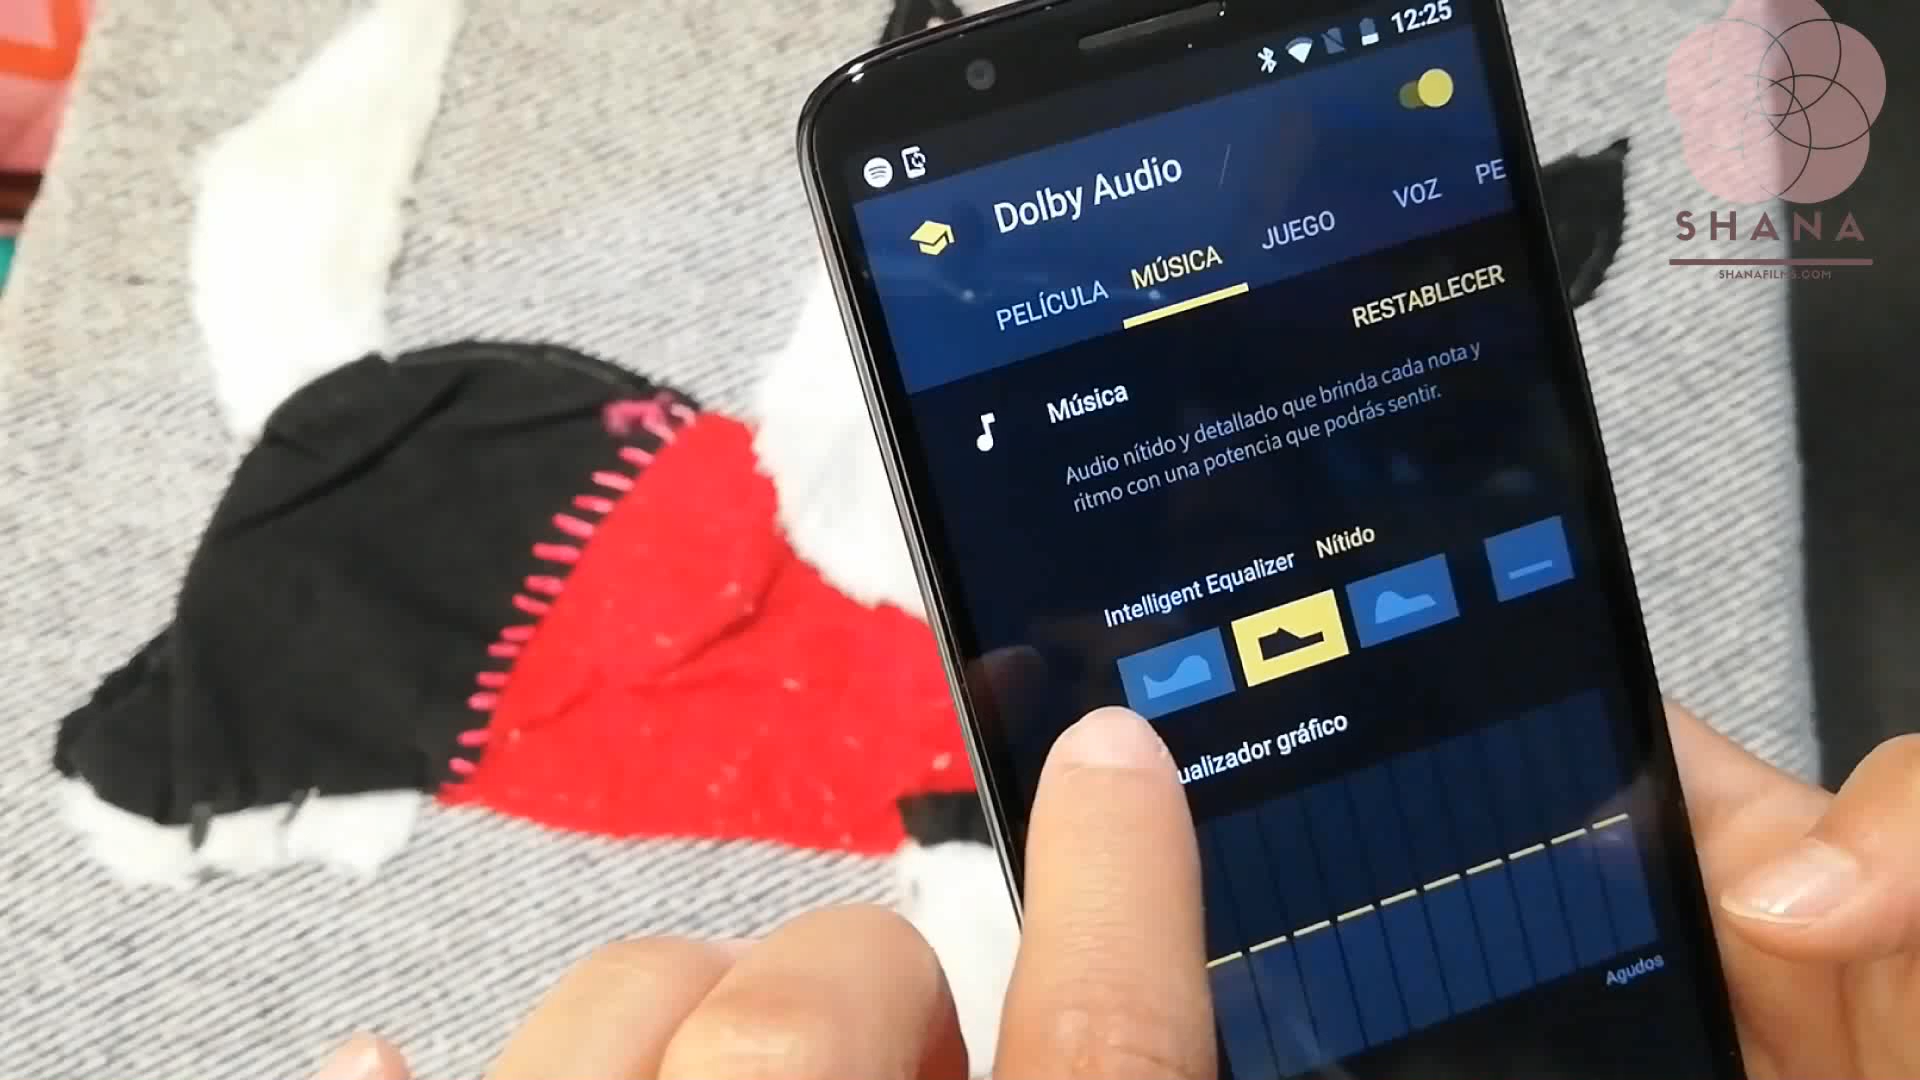 12:25
Dolby Audio
PELÍCULA
MÚSICA
JUEGO
VOZ
PE
RESTABLECER
Música
Audio nítido y detallado que brinda cada nota y
ritmo con una potencia que podrás sentir.
Intelligent Equalizer
Nítido
ualizador gráfico
Agudos
SHANA
SHANAFILMS.COM